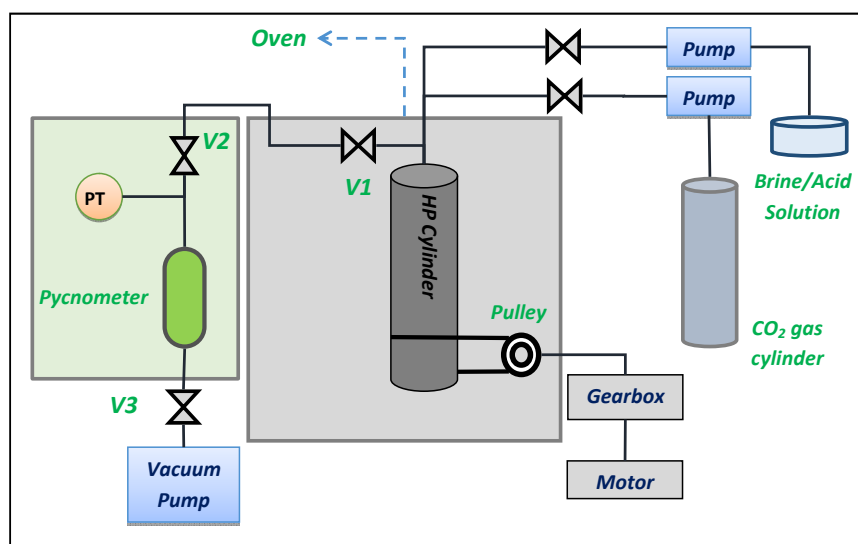 Oven
Pump
Pump
V2
V1
PT
HP Cylinder
Brine/Acid
Solution
Pycnometer
Pulley
CO₂ gas
cylinder
V3
Gearbox
Vacuum
Pump
Motor